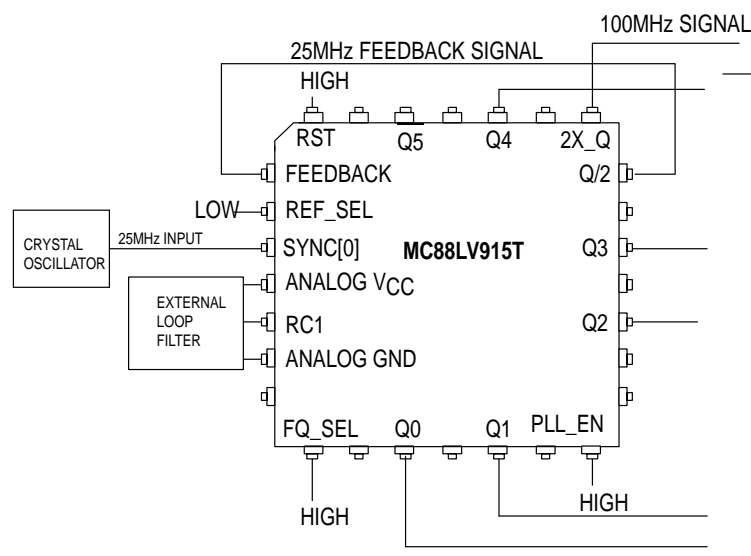 100MHz SIGNAL
25MHz FEEDBACK SIGNAL
HIGH
RST
Q5
Q4
2X_Q
FEEDBACK
Q/2
LOW
REF_SEL
CRYSTAL
OSCILLATOR
25MHz INPUT
SYNC[0]
MC88LV915T
Q3
ANALOG VCC
EXTERNAL
LOOP
FILTER
RC1
Q2
ANALOG GND
FQ_SEL
Q0
Q1
PLL_EN
HIGH
HIGH